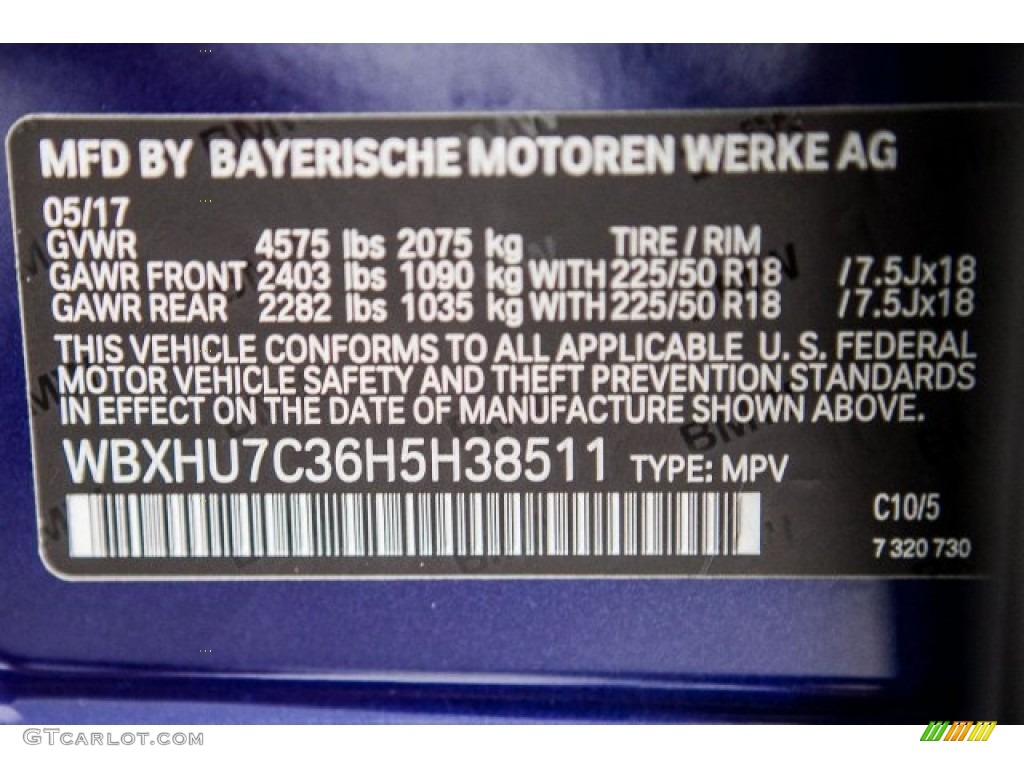 MFD BY BAYERISCHE MOTOREN WERKE AG
05/17
GVWR 4575 lbs 2075 kg TIRE / RIM
GAWR FRONT 2403 lbs 1090 kg WITH 225/50 R18 /7.5Jx18
GAWR REAR 2282 lbs 1035 kg WITH 225/50 R18 /7.5Jx18
THIS VEHICLE CONFORMS TO ALL APPLICABLE U. S. FEDERAL
MOTOR VEHICLE SAFETY AND THEFT PREVENTION STANDARDS
IN EFFECT ON THE DATE OF MANUFACTURE SHOWN ABOVE.
WBXHU7C36H5H38511 TYPE: MPV
C10/5
7 320 730
GTCarLot.com